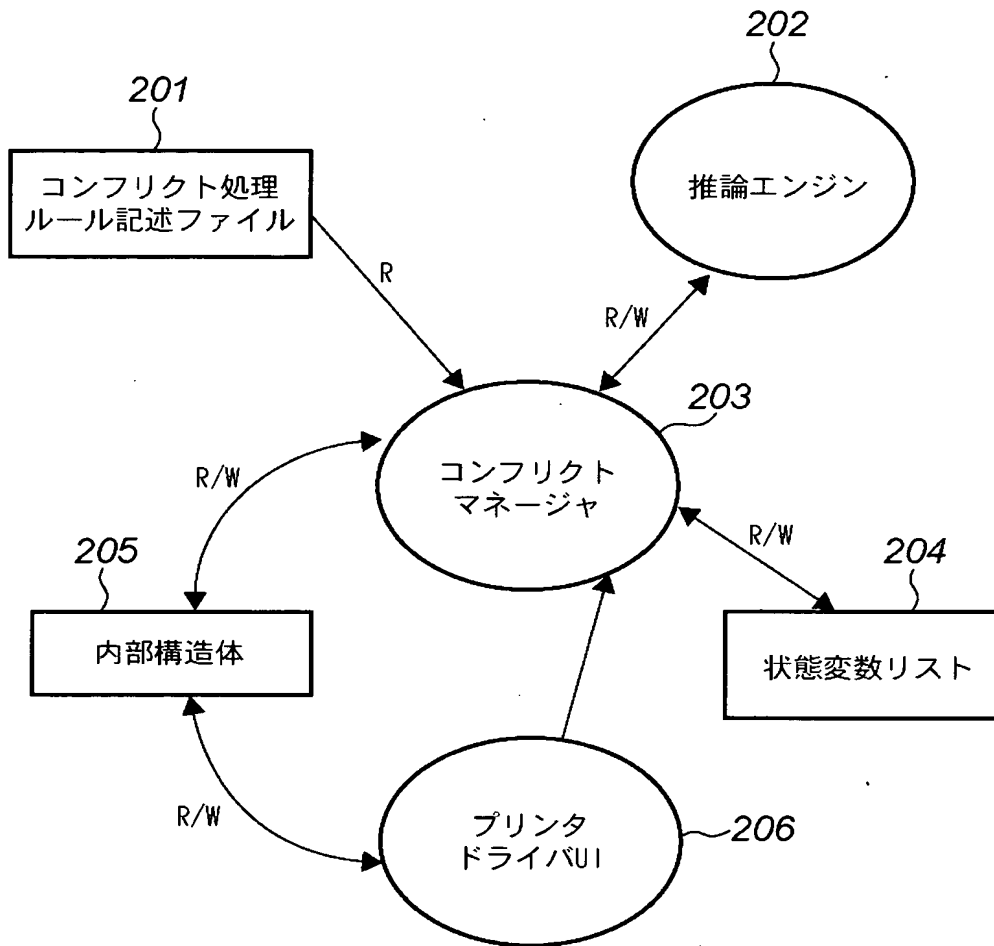 202
201
コンフリクト処理
ルール記述ファイル
推論エンジン
R
R/W
203
コンフリクト
マネージャ
R/W
R/W
205
204
内部構造体
状態変数リスト
R/W
プリンタ
ドライバUI
206